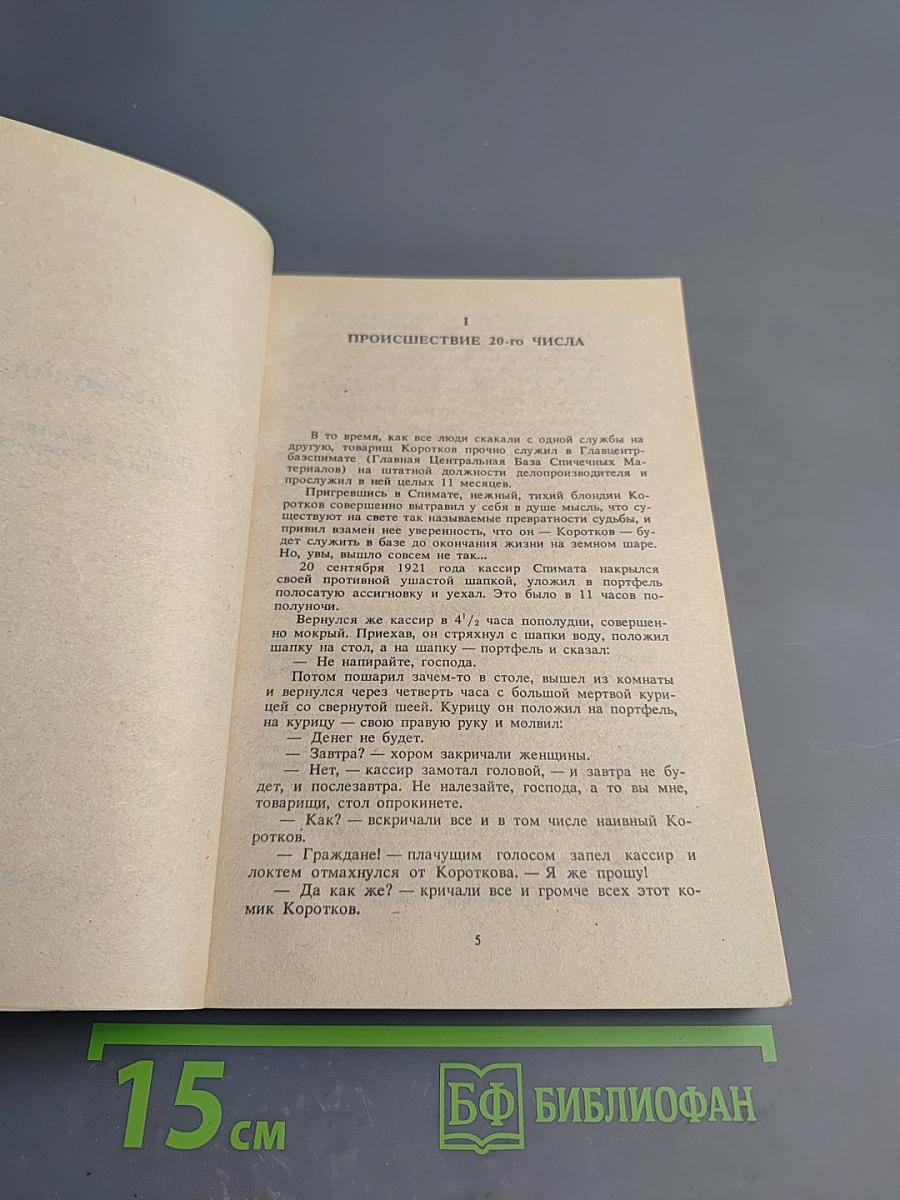 I
ПРОИСШЕСТВИЕ 20-го ЧИСЛА
В то время, как все люди скакали с одной службы на
другую, товарищ Коротков прочно служил в Главцентр-
базспимате (Главная Центральная База Спичечных Ма-
териалов) на штатной должности делопроизводителя и
прослужил в ней целых 11 месяцев.
Пригревшись в Спимате, нежный, тихий блондин Ко-
ротков совершенно вытравил у себя в душе мысль, что су-
ществуют на свете так называемые превратности судьбы, и
привил взамен нее уверенность, что он — Коротков — бу-
дет служить в базе до окончания жизни на земном шаре.
Но, увы, вышло совсем не так...
20 сентября 1921 года кассир Спимата накрылся
своей противной ушастой шапкой, уложил в портфель
полосатую ассигновку и уехал. Это было в 11 часов по-
полуночи.
Вернулся же кассир в 4¹/₂ часа пополудни, совершен-
но мокрый. Приехав, он стряхнул с шапки воду, положил
шапку на стол, а на шапку — портфель и сказал:
— Не напирайте, господа.
Потом пошарил зачем-то в столе, вышел из комнаты
и вернулся через четверть часа с большой мертвой кури-
цей со свернутой шеей. Курицу он положил на портфель,
на курицу — свою правую руку и молвил:
— Денег не будет.
— Завтра? — хором закричали женщины.
— Нет, — кассир замотал головой, — и завтра не бу-
дет, и послезавтра. Не налезайте, господа, а то вы мне,
товарищи, стол опрокинете.
— Как? — вскричали все и в том числе наивный Ко-
ротков.
— Граждане! — плачущим голосом запел кассир и
локтем отмахнулся от Короткова. — Я же прошу!
— Да как же? — кричали все и громче всех этот ко-
мик Коротков.
5
15 см
БФ БИБЛИОФАН